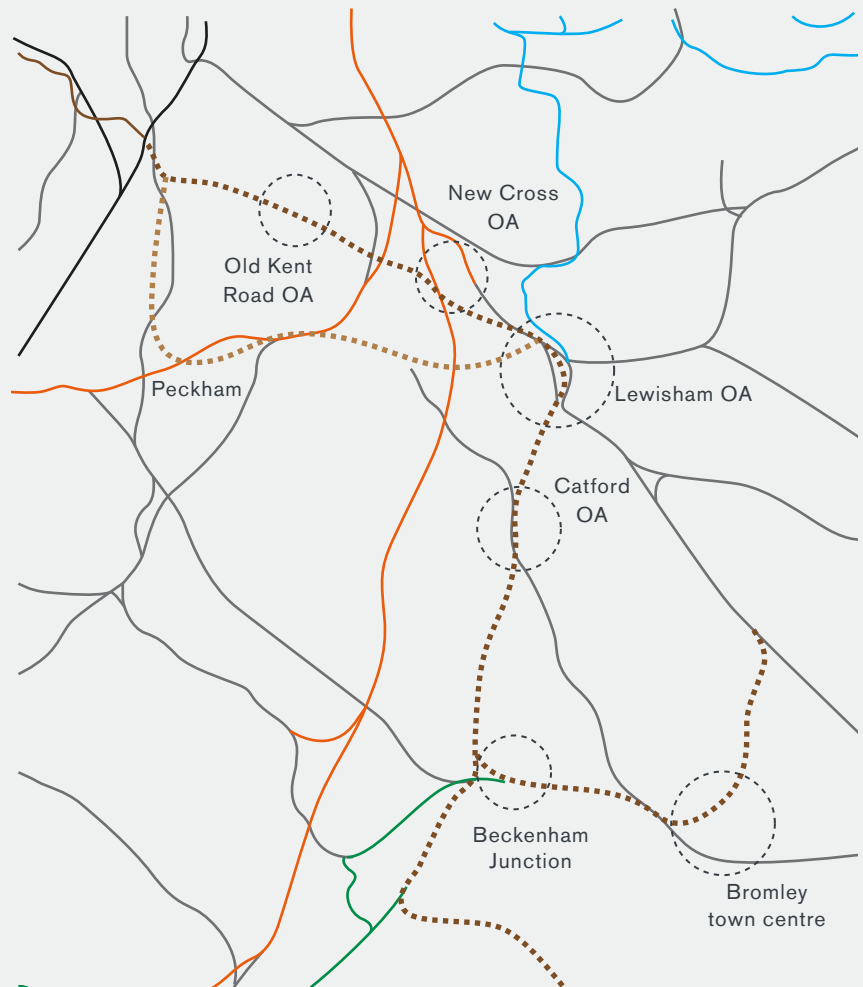 New Cross
OA
Old Kent
Road OA
Peckham
Lewisham OA
Catford
OA
Beckenham
Junction
Bromley
town centre